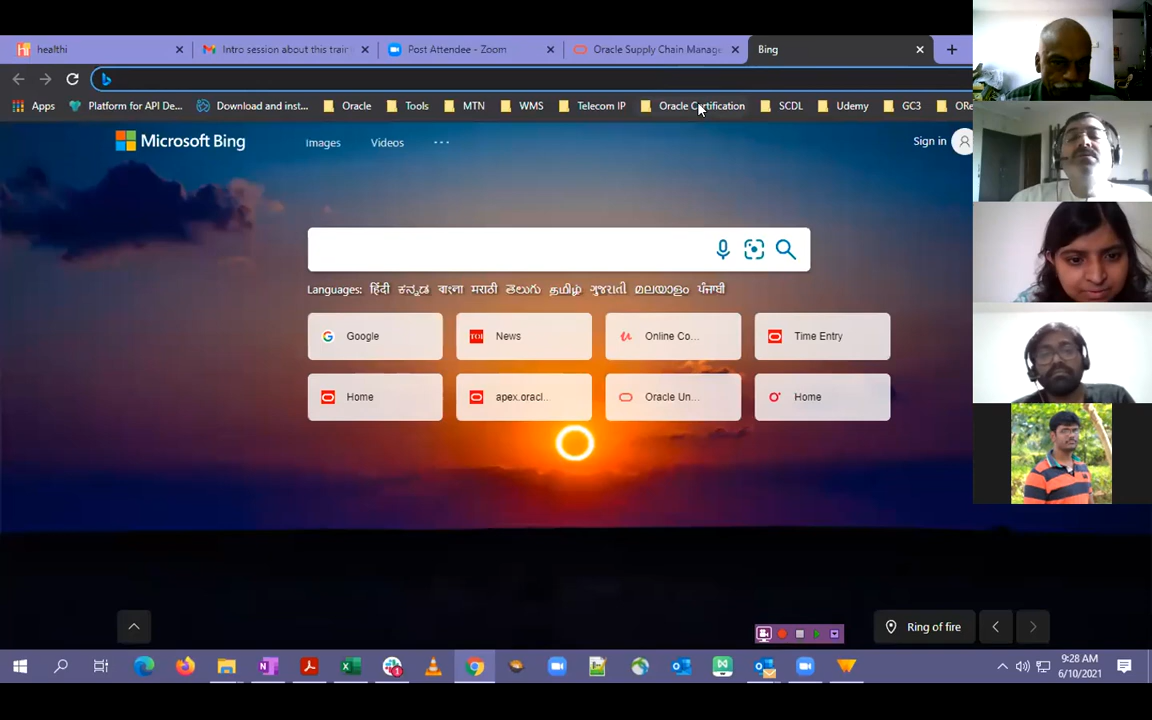 healthi
Intro session about this train
Post Attendee - Zoom
Oracle Supply Chain Manage
Bing
Apps
Platform for API De...
Download and inst...
Oracle
Tools
MTN
WMS
Telecom IP
Oracle Certification
SCDL
Udemy
GC3
ORe
Microsoft Bing
Images
Videos
Sign in
Languages: हिंदी ಕನ್ನಡ বাংলা मराठी తెలుగు தமிழ் ગુજરાતી മലയാളം ਪੰਜਾਬੀ
Google
News
Online Co...
Time Entry
Home
apex.oracl..
Oracle Un...
Home
Ring of fire
9:28 AM
6/10/2021